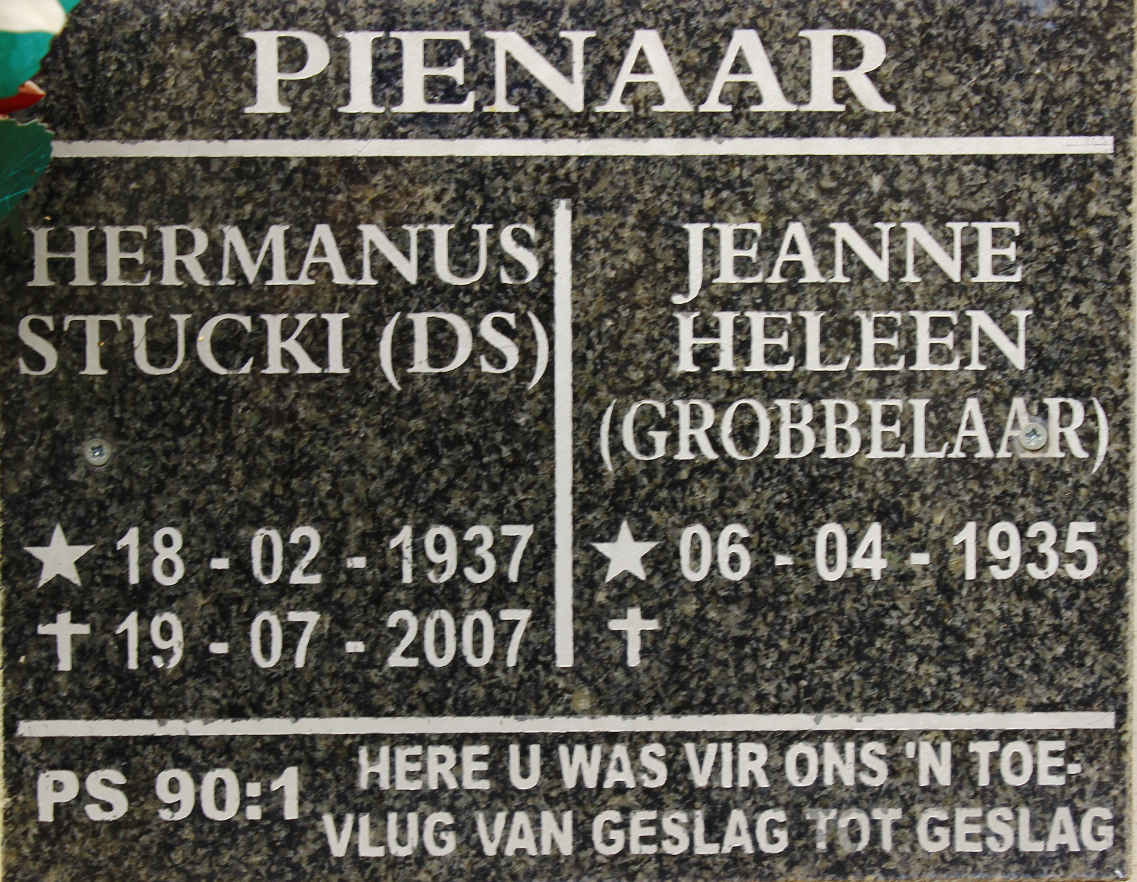 PIENAAR
HERMANUS
STUCKI (DS)
★ 18 - 02 - 1937
✝ 19 - 07 - 2007
JEANNE
HELEEN
(GROBBELAAR)
★ 06 - 04 - 1935
✝
PS 90:1
HERE U WAS VIR ONS 'N TOE-
VLUG VAN GESLAG TOT GESLAG